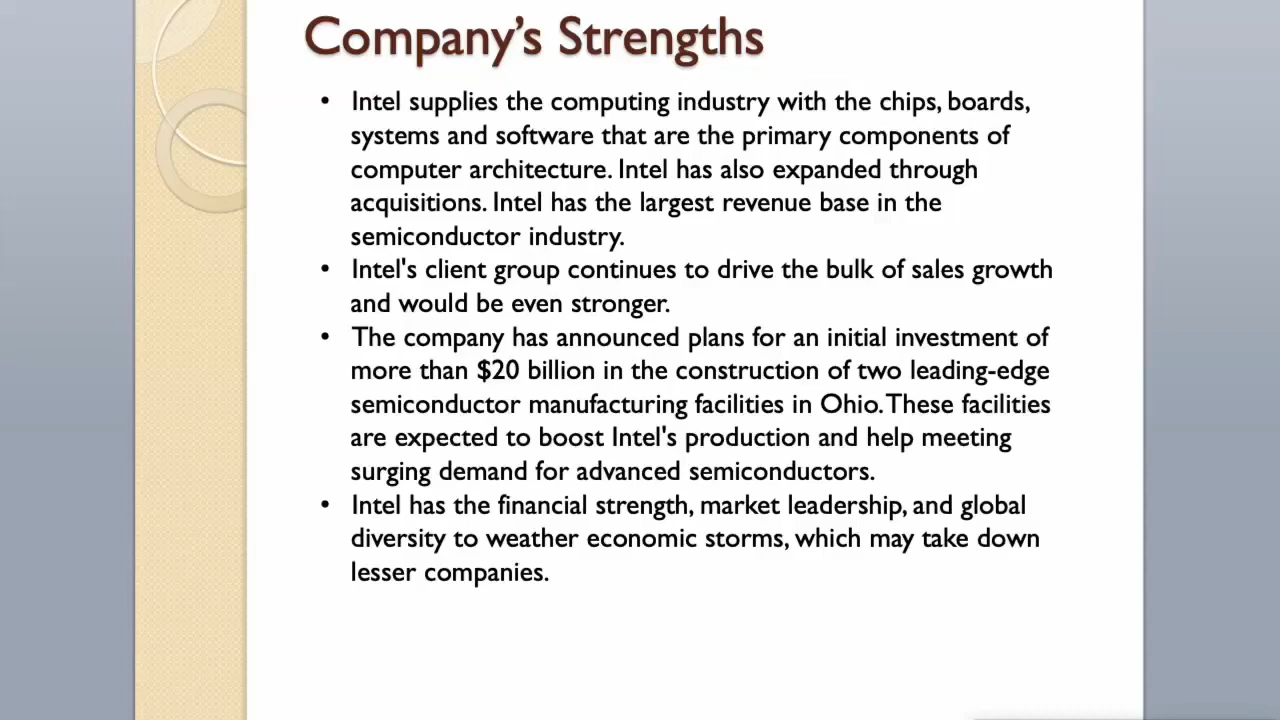 Company’s Strengths
• Intel supplies the computing industry with the chips, boards,
systems and software that are the primary components of
computer architecture. Intel has also expanded through
acquisitions. Intel has the largest revenue base in the
semiconductor industry.
• Intel's client group continues to drive the bulk of sales growth
and would be even stronger.
• The company has announced plans for an initial investment of
more than $20 billion in the construction of two leading-edge
semiconductor manufacturing facilities in Ohio. These facilities
are expected to boost Intel's production and help meeting
surging demand for advanced semiconductors.
• Intel has the financial strength, market leadership, and global
diversity to weather economic storms, which may take down
lesser companies.